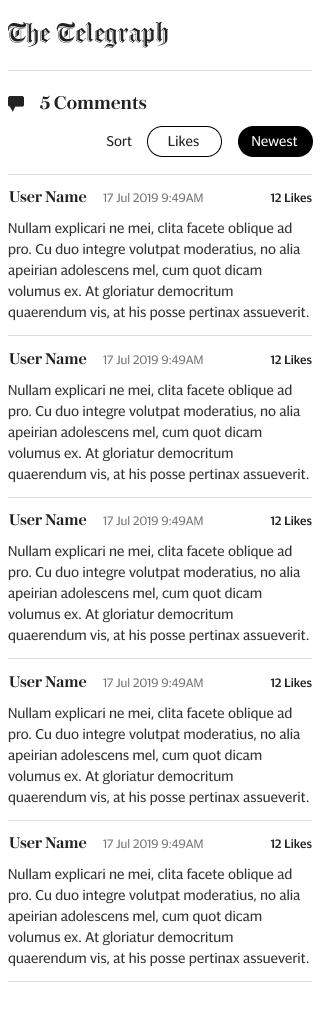 The Telegraph
5 Comments
Sort Likes Newest
User Name 17 Jul 2019 9:49AM 12 Likes
Nullam explicari ne mei, clita facete oblique ad
pro. Cu duo integre volutpat moderatius, no alia
apeirian adolescens mel, cum quot dicam
volumus ex. At gloriatur democritum
quaerendum vis, at his posse pertinax assueverit.
User Name 17 Jul 2019 9:49AM 12 Likes
Nullam explicari ne mei, clita facete oblique ad
pro. Cu duo integre volutpat moderatius, no alia
apeirian adolescens mel, cum quot dicam
volumus ex. At gloriatur democritum
quaerendum vis, at his posse pertinax assueverit.
User Name 17 Jul 2019 9:49AM 12 Likes
Nullam explicari ne mei, clita facete oblique ad
pro. Cu duo integre volutpat moderatius, no alia
apeirian adolescens mel, cum quot dicam
volumus ex. At gloriatur democritum
quaerendum vis, at his posse pertinax assueverit.
User Name 17 Jul 2019 9:49AM 12 Likes
Nullam explicari ne mei, clita facete oblique ad
pro. Cu duo integre volutpat moderatius, no alia
apeirian adolescens mel, cum quot dicam
volumus ex. At gloriatur democritum
quaerendum vis, at his posse pertinax assueverit.
User Name 17 Jul 2019 9:49AM 12 Likes
Nullam explicari ne mei, clita facete oblique ad
pro. Cu duo integre volutpat moderatius, no alia
apeirian adolescens mel, cum quot dicam
volumus ex. At gloriatur democritum
quaerendum vis, at his posse pertinax assueverit.